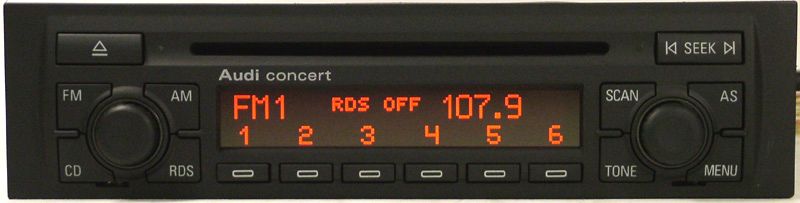 SEEK
Audi concert
FM AM
FM1 RDS OFF 107.9
SCAN AS
1 2 3 4 5 6
CD RDS
TONE MENU